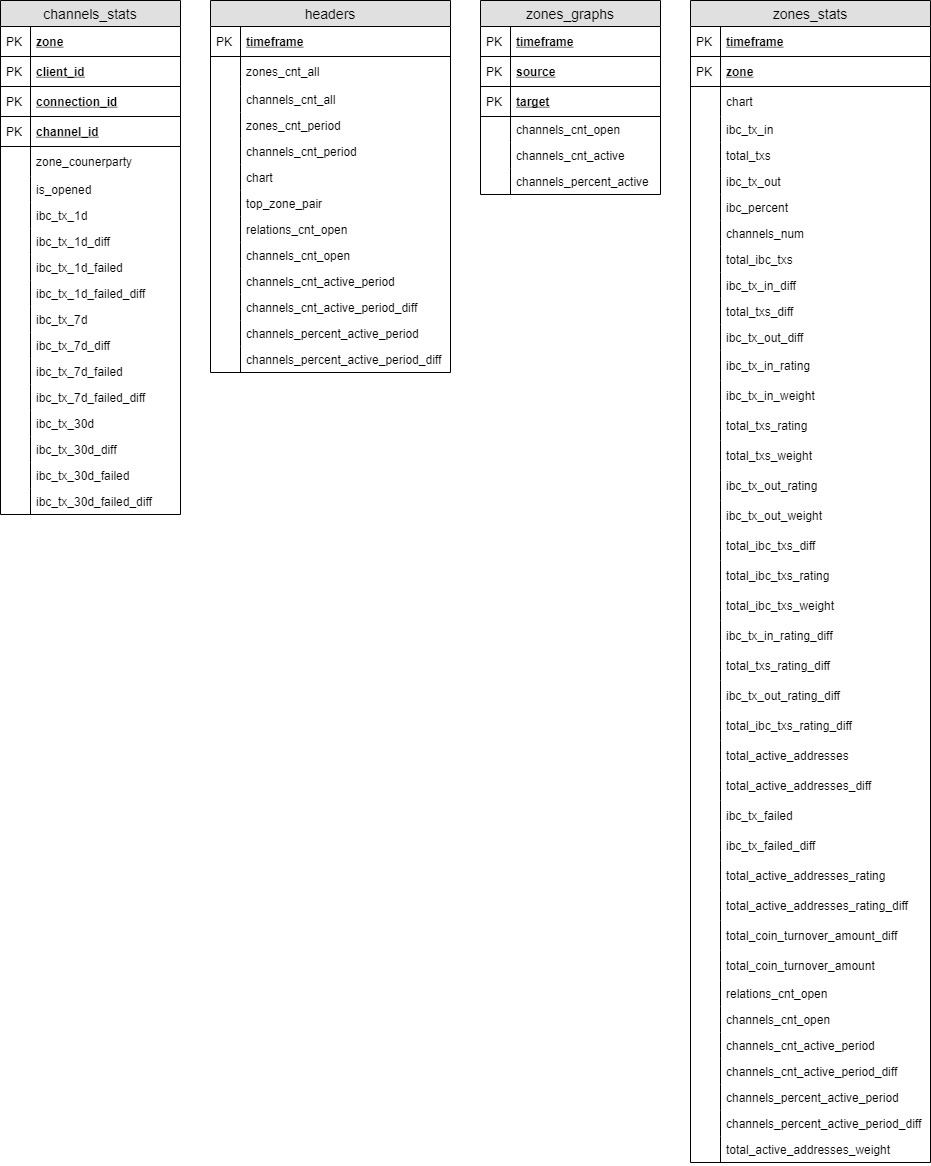 channels_stats
PK zone
PK client_id
PK connection_id
PK channel_id
zone_counerparty
is_opened
ibc_tx_1d
ibc_tx_1d_diff
ibc_tx_1d_failed
ibc_tx_1d_failed_diff
ibc_tx_7d
ibc_tx_7d_diff
ibc_tx_7d_failed
ibc_tx_7d_failed_diff
ibc_tx_30d
ibc_tx_30d_diff
ibc_tx_30d_failed
ibc_tx_30d_failed_diff
headers
PK timeframe
zones_cnt_all
channels_cnt_all
zones_cnt_period
channels_cnt_period
chart
top_zone_pair
relations_cnt_open
channels_cnt_open
channels_cnt_active_period
channels_cnt_active_period_diff
channels_percent_active_period
channels_percent_active_period_diff
zones_graphs
PK timeframe
PK source
PK target
channels_cnt_open
channels_cnt_active
channels_percent_active
zones_stats
PK timeframe
PK zone
chart
ibc_tx_in
total_txs
ibc_tx_out
ibc_percent
channels_num
total_ibc_txs
ibc_tx_in_diff
total_txs_diff
ibc_tx_out_diff
ibc_tx_in_rating
ibc_tx_in_weight
total_txs_rating
total_txs_weight
ibc_tx_out_rating
ibc_tx_out_weight
total_ibc_txs_diff
total_ibc_txs_rating
total_ibc_txs_weight
ibc_tx_in_rating_diff
total_txs_rating_diff
ibc_tx_out_rating_diff
total_ibc_txs_rating_diff
total_active_addresses
total_active_addresses_diff
ibc_tx_failed
ibc_tx_failed_diff
total_active_addresses_rating
total_active_addresses_rating_diff
total_coin_turnover_amount_diff
total_coin_turnover_amount
relations_cnt_open
channels_cnt_open
channels_cnt_active_period
channels_cnt_active_period_diff
channels_percent_active_period
channels_percent_active_period_diff
total_active_addresses_weight